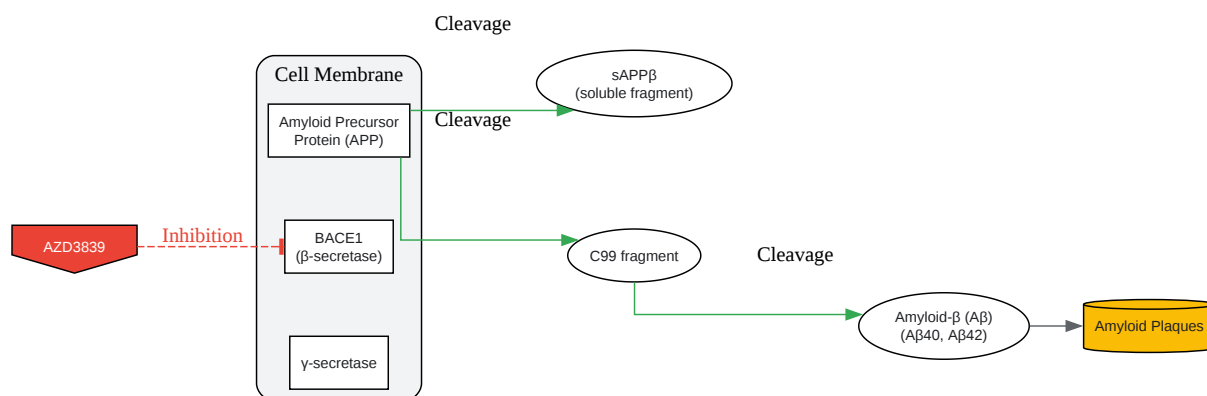 Cleavage
Cell Membrane
sAPPβ
(soluble fragment)
Amyloid Precursor
Protein (APP)
Cleavage
AZD3839
Inhibition
BACE1
(β-secretase)
C99 fragment
Cleavage
Amyloid-β (Aβ)
(Aβ40, Aβ42)
Amyloid Plaques
γ-secretase